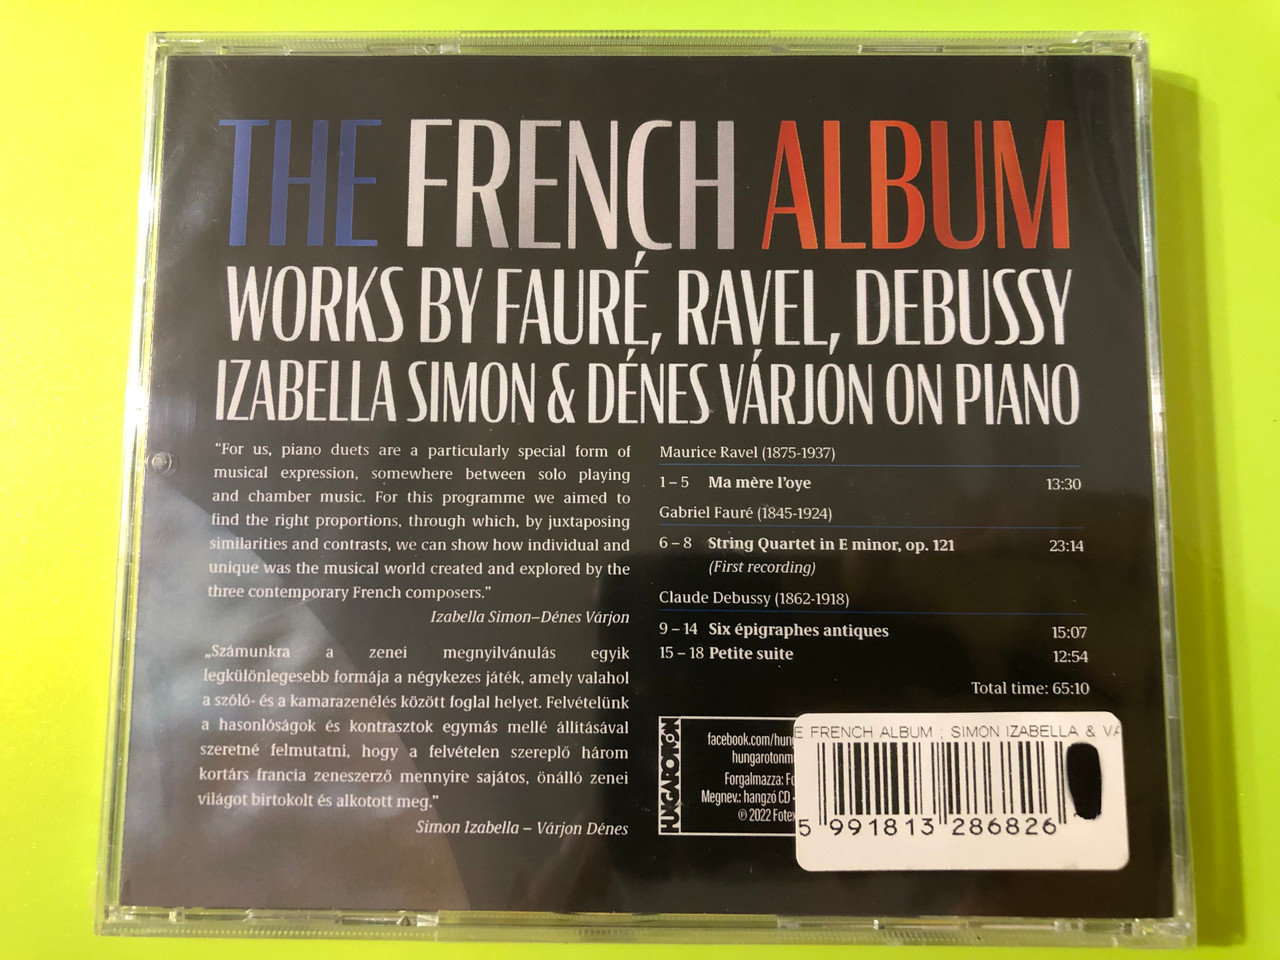 THE FRENCH ALBUM
WORKS BY FAURÉ, RAVEL, DEBUSSY
IZABELLA SIMON & DÉNES VÁRJON ON PIANO
“For us, piano duets are a particularly special form of
musical expression, somewhere between solo playing
and chamber music. For this programme we aimed to
find the right proportions, through which, by juxtaposing
similarities and contrasts, we can show how individual and
unique was the musical world created and explored by the
three contemporary French composers.”
Izabella Simon–Dénes Várjon
„Számunkra a zenei megnyilvánulás egyik
legkülönlegesebb formája a négykezes játék, amely valahol
a szóló- és a kamarazenélés között foglal helyet. Felvételünk
a hasonlóságok és kontrasztok egymás mellé állításával
szeretné felmutatni, hogy a felvételen szereplő három
kortárs francia zeneszerző mennyire sajátos, önálló zenei
világot birtokolt és alkotott meg.”
Simon Izabella – Várjon Dénes
Maurice Ravel (1875-1937)
1 – 5 Ma mère l’oye 13:30
Gabriel Fauré (1845-1924)
6 – 8 String Quartet in E minor, op. 121 23:14
(First recording)
Claude Debussy (1862-1918)
9 – 14 Six épigraphes antiques 15:07
15 – 18 Petite suite 12:54
Total time: 65:10
HUNGAROTON
facebook.com/hung
hungarotonm
Forgalmazza: Fo
Megnev.: hangzó CD -
℗ 2022 Fotex
E FRENCH ALBUM ; SIMON IZABELLA & VÁ
5 991813 286826